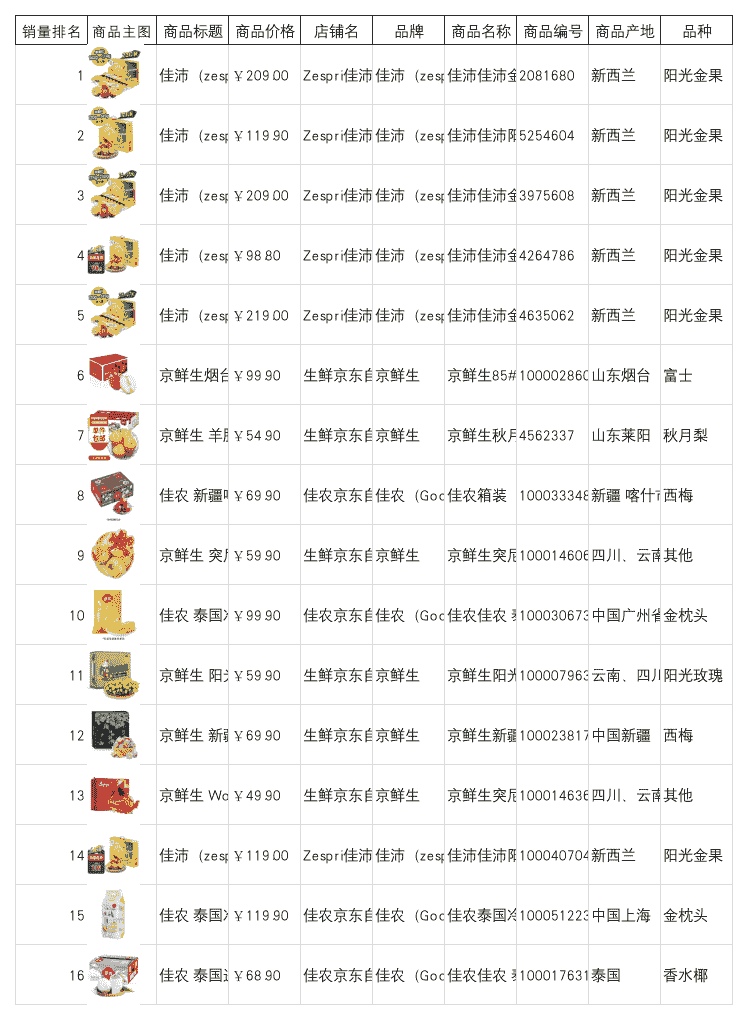 销量排名 商品主图 商品标题 商品价格 店铺名 品牌 商品名称 商品编号 商品产地 品种
1 佳沛（zesp ￥209.00 Zespri佳沛 佳沛（zesp 佳沛佳沛金 2081680 新西兰 阳光金果
2 佳沛（zesp ￥119.90 Zespri佳沛 佳沛（zesp 佳沛佳沛阳 5254604 新西兰 阳光金果
3 佳沛（zesp ￥209.00 Zespri佳沛 佳沛（zesp 佳沛佳沛金 3975608 新西兰 阳光金果
4 佳沛（zesp ￥98.80 Zespri佳沛 佳沛（zesp 佳沛佳沛金 4264786 新西兰 阳光金果
5 佳沛（zesp ￥219.00 Zespri佳沛 佳沛（zesp 佳沛佳沛金 4635062 新西兰 阳光金果
6 京鲜生烟台 ￥99.90 生鲜京东自 京鲜生 京鲜生85# 100002860 山东烟台 富士
7 京鲜生 羊脂 ￥54.90 生鲜京东自 京鲜生 京鲜生秋月 4562337 山东莱阳 秋月梨
单件包邮
8 佳农 新疆 ￥69.90 佳农京东自 佳农（Goo 佳农箱装 100033348 新疆 喀什市 西梅
9 京鲜生 突尼 ￥59.90 生鲜京东自 京鲜生 京鲜生突尼 100014606 四川、云南 其他
10 佳农 泰国冷 ￥99.90 佳农京东自 佳农（Goo 佳农佳农 泰 100030673 中国广州省 金枕头
11 京鲜生 阳光 ￥59.90 生鲜京东自 京鲜生 京鲜生阳光 100007963 云南、四川 阳光玫瑰
12 京鲜生 新疆 ￥69.90 生鲜京东自 京鲜生 京鲜生新疆 100023817 中国新疆 西梅
13 京鲜生 Wo ￥49.90 生鲜京东自 京鲜生 京鲜生突尼 100014636 四川、云南 其他
14 佳沛（zesp ￥119.00 Zespri佳沛 佳沛（zesp 佳沛佳沛阳 100040704 新西兰 阳光金果
15 佳农 泰国冷 ￥119.90 佳农京东自 佳农（Goo 佳农泰国冷 100051223 中国上海 金枕头
16 佳农 泰国进 ￥68.90 佳农京东自 佳农（Goo 佳农佳农 泰 100017631 泰国 香水椰